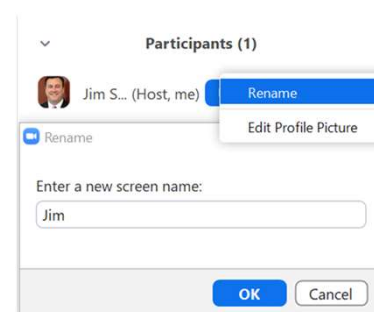 Participants (1)
Jim S... (Host, me)
Rename
Edit Profile Picture
Rename
Enter a new screen name:
Jim
OK Cancel